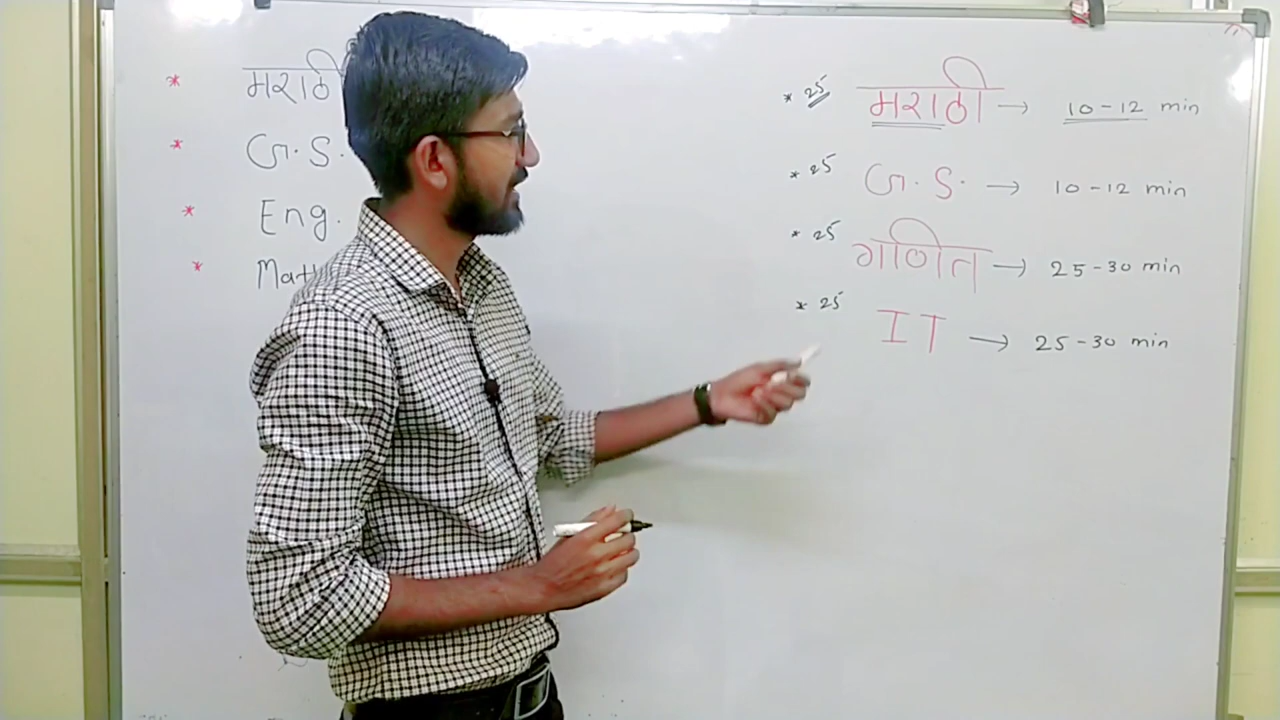 * मराठी
* G.S.
* Eng.
* Math
* 25 मराठी → 10-12 min
* 25 G.S. → 10-12 min
* 25 गणित → 25-30 min
* 25 IT → 25-30 min